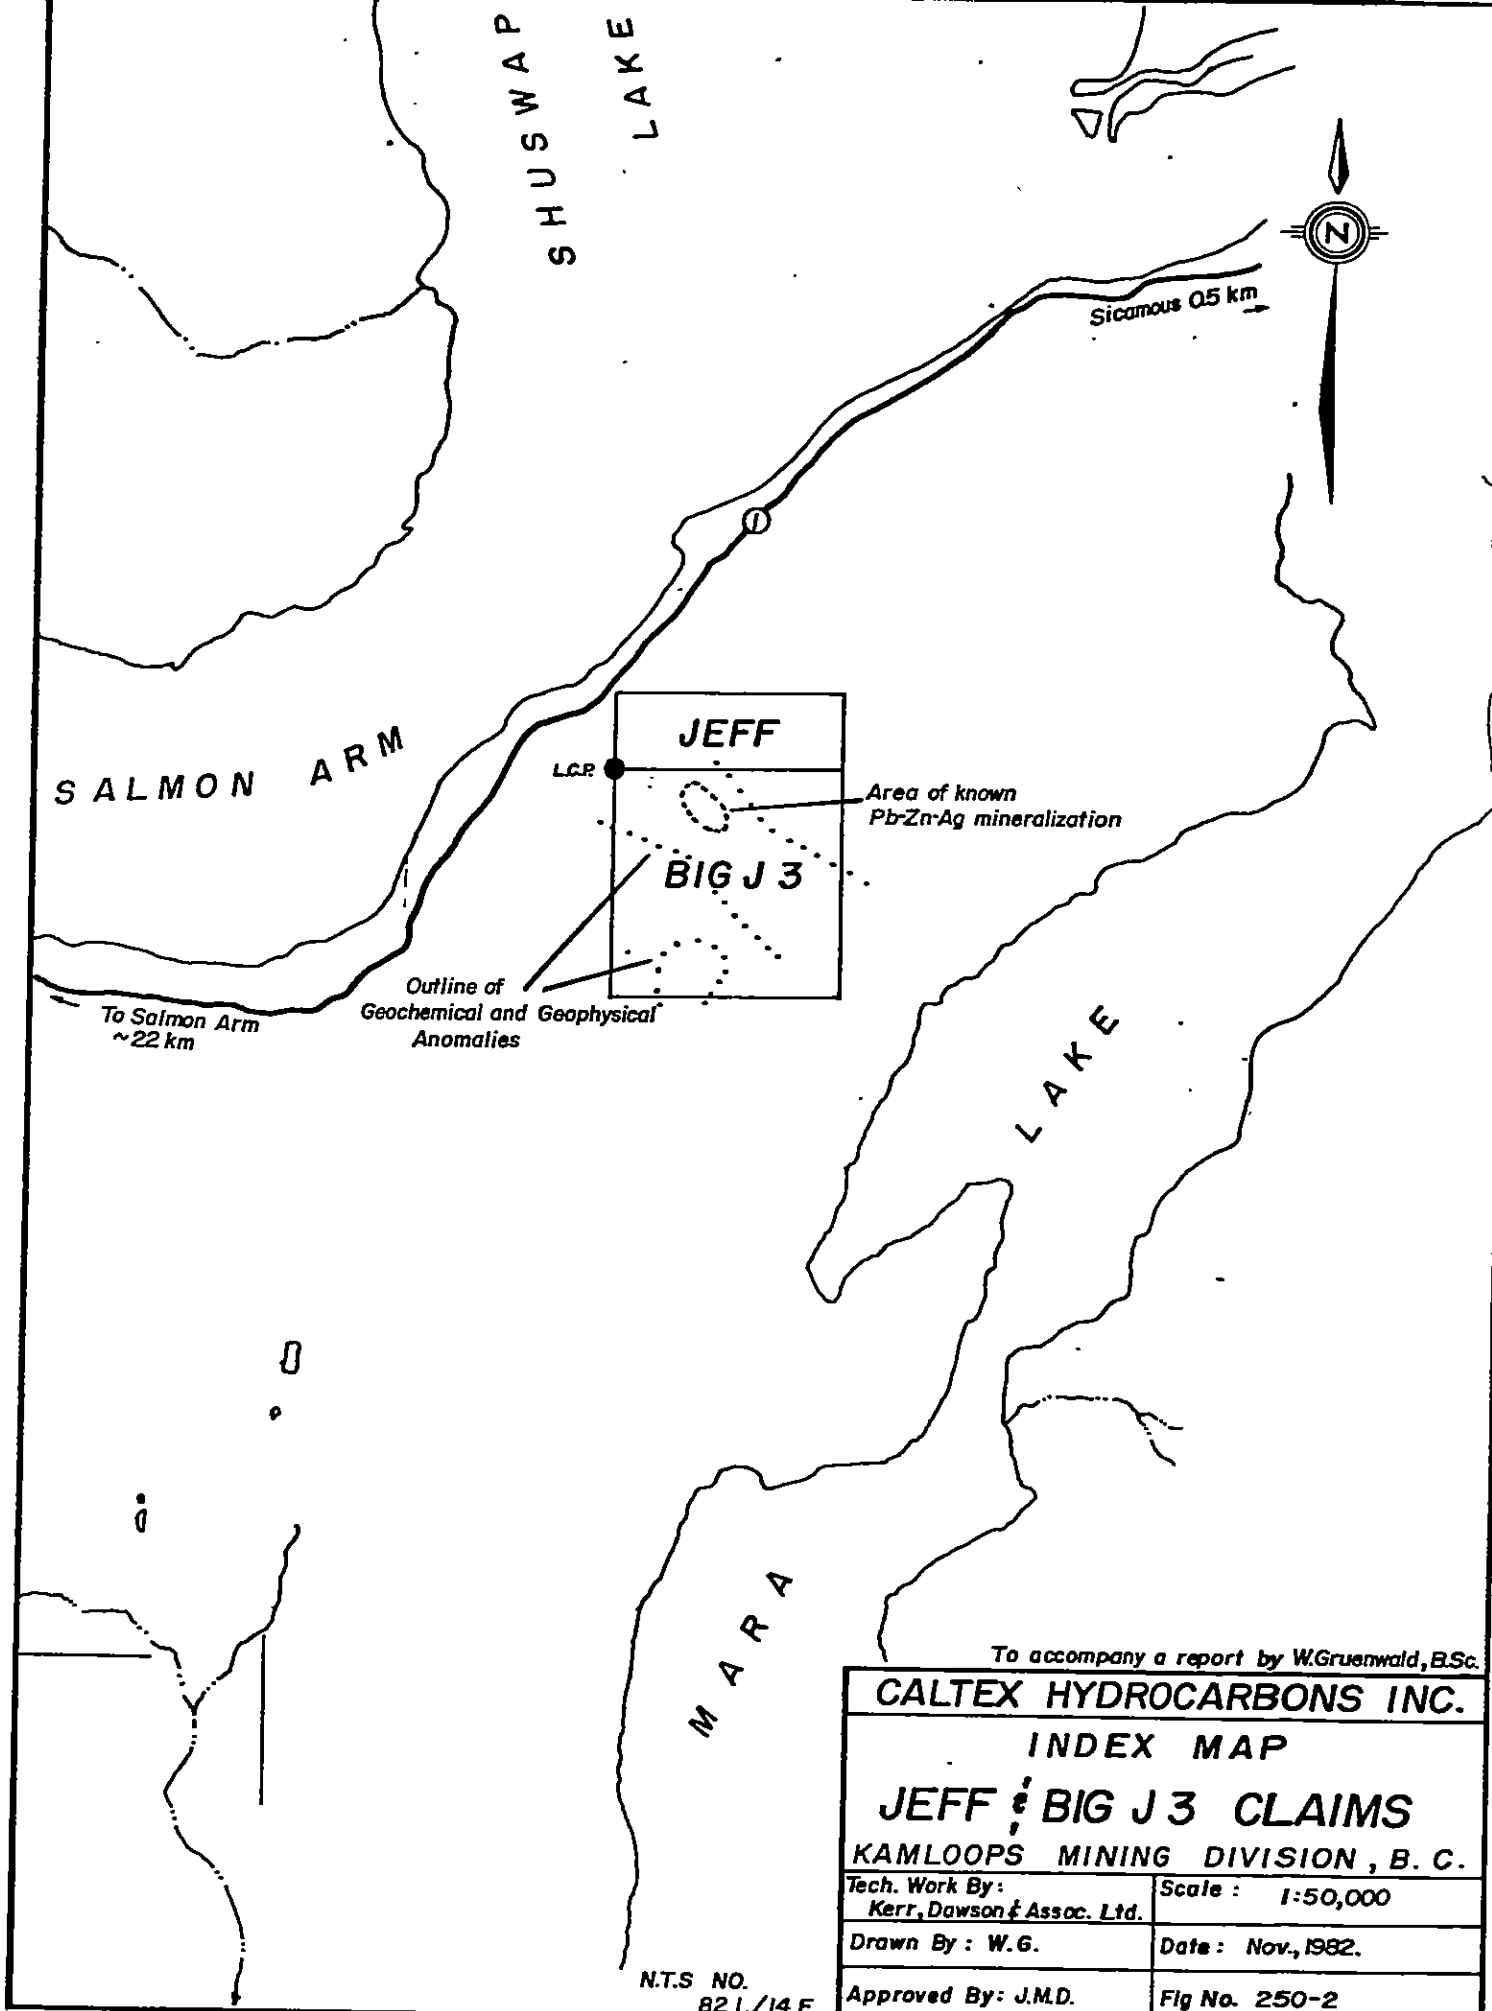 SHUSWAP
LAKE
N
Sicamous 0.5 km
1
JEFF
SALMON ARM
L.C.P.
Area of known
Pb-Zn-Ag mineralization
BIG J 3
Outline of
Geochemical and Geophysical
Anomalies
To Salmon Arm
~22 km
MARA LAKE
To accompany a report by W.Gruenwald, B.Sc.
CALTEX HYDROCARBONS INC.
INDEX MAP
JEFF & BIG J 3 CLAIMS
KAMLOOPS MINING DIVISION, B. C.
Tech. Work By:
Kerr, Dawson & Assoc. Ltd.
Scale: 1:50,000
Drawn By: W.G.
Date: Nov., 1982.
Approved By: J.M.D.
Fig No. 250-2
N.T.S NO.
82 L/14 E